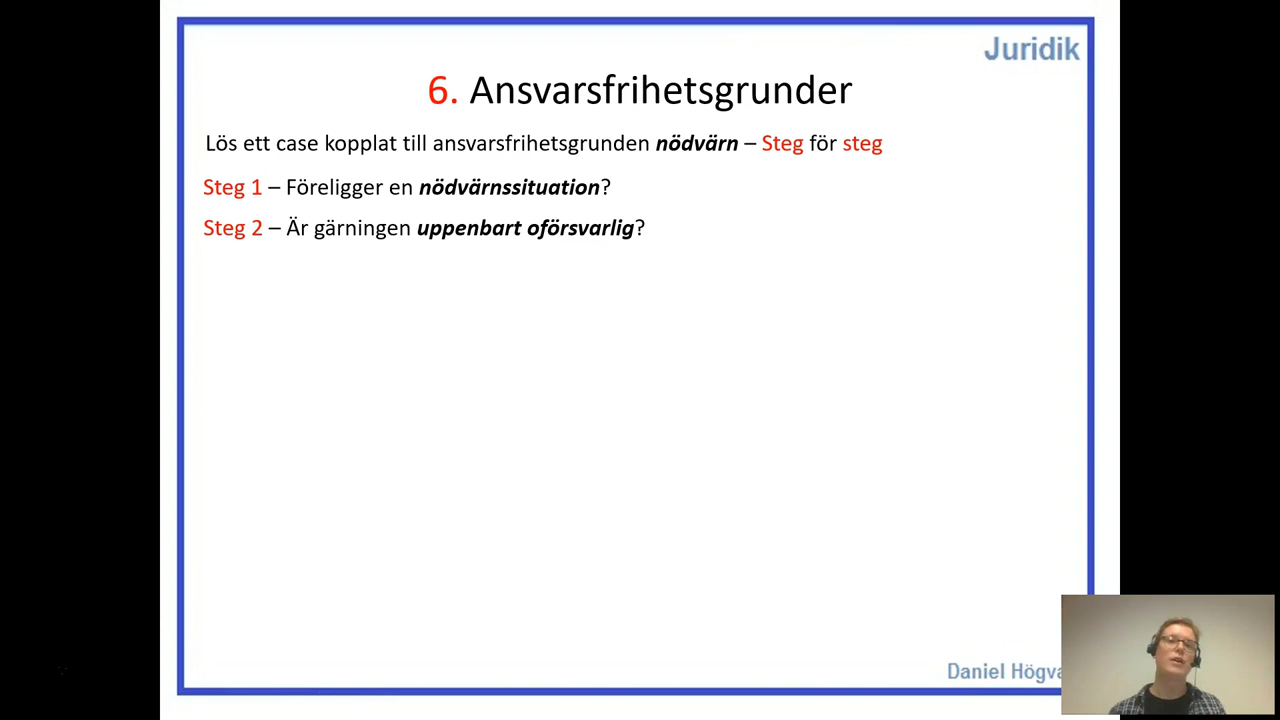 Juridik
6. Ansvarsfrihetsgrunder
Lös ett case kopplat till ansvarsfrihetsgrunden nödvärn – Steg för steg
Steg 1 – Föreligger en nödvärnssituation?
Steg 2 – Är gärningen uppenbart oförsvarlig?
Daniel